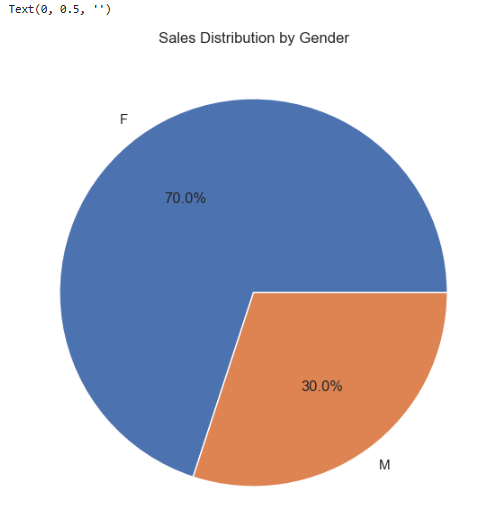 Text(0, 0.5, '')
Sales Distribution by Gender
F
70.0%
30.0%
M